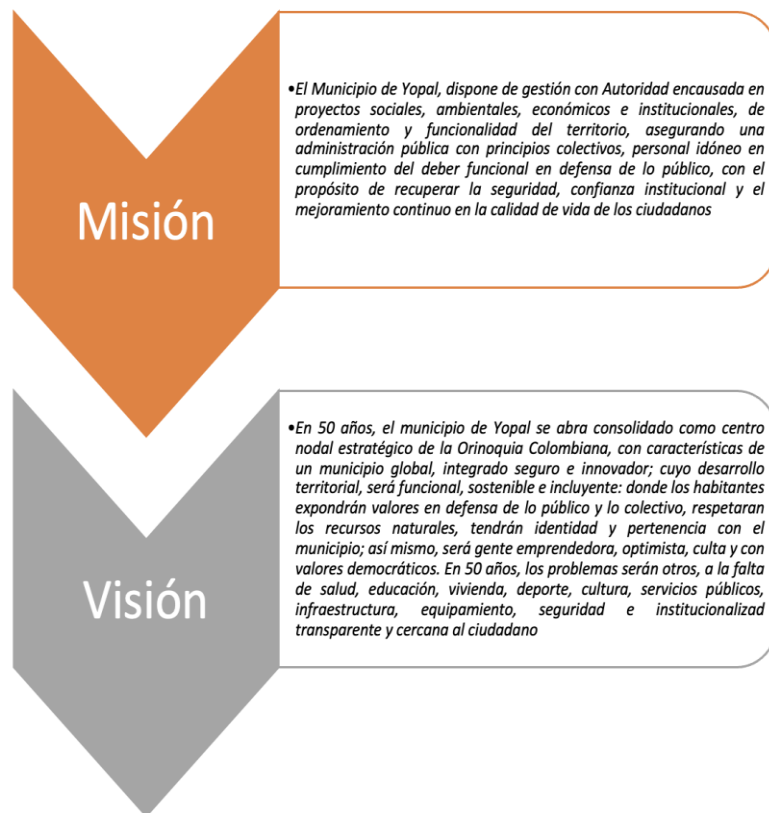 Misión
•El Municipio de Yopal, dispone de gestión con Autoridad encausada en
proyectos sociales, ambientales, económicos e institucionales, de
ordenamiento y funcionalidad del territorio, asegurando una
administración pública con principios colectivos, personal idóneo en
cumplimiento del deber funcional en defensa de lo público, con el
propósito de recuperar la seguridad, confianza institucional y el
mejoramiento continuo en la calidad de vida de los ciudadanos
Visión
•En 50 años, el municipio de Yopal se abra consolidado como centro
nodal estratégico de la Orinoquia Colombiana, con características de
un municipio global, integrado seguro e innovador; cuyo desarrollo
territorial, será funcional, sostenible e incluyente: donde los habitantes
expondrán valores en defensa de lo público y lo colectivo, respetaran
los recursos naturales, tendrán identidad y pertenencia con el
municipio; así mismo, será gente emprendedora, optimista, culta y con
valores democráticos. En 50 años, los problemas serán otros, a la falta
de salud, educación, vivienda, deporte, cultura, servicios públicos,
infraestructura, equipamiento, seguridad e institucionalizad
transparente y cercana al ciudadano